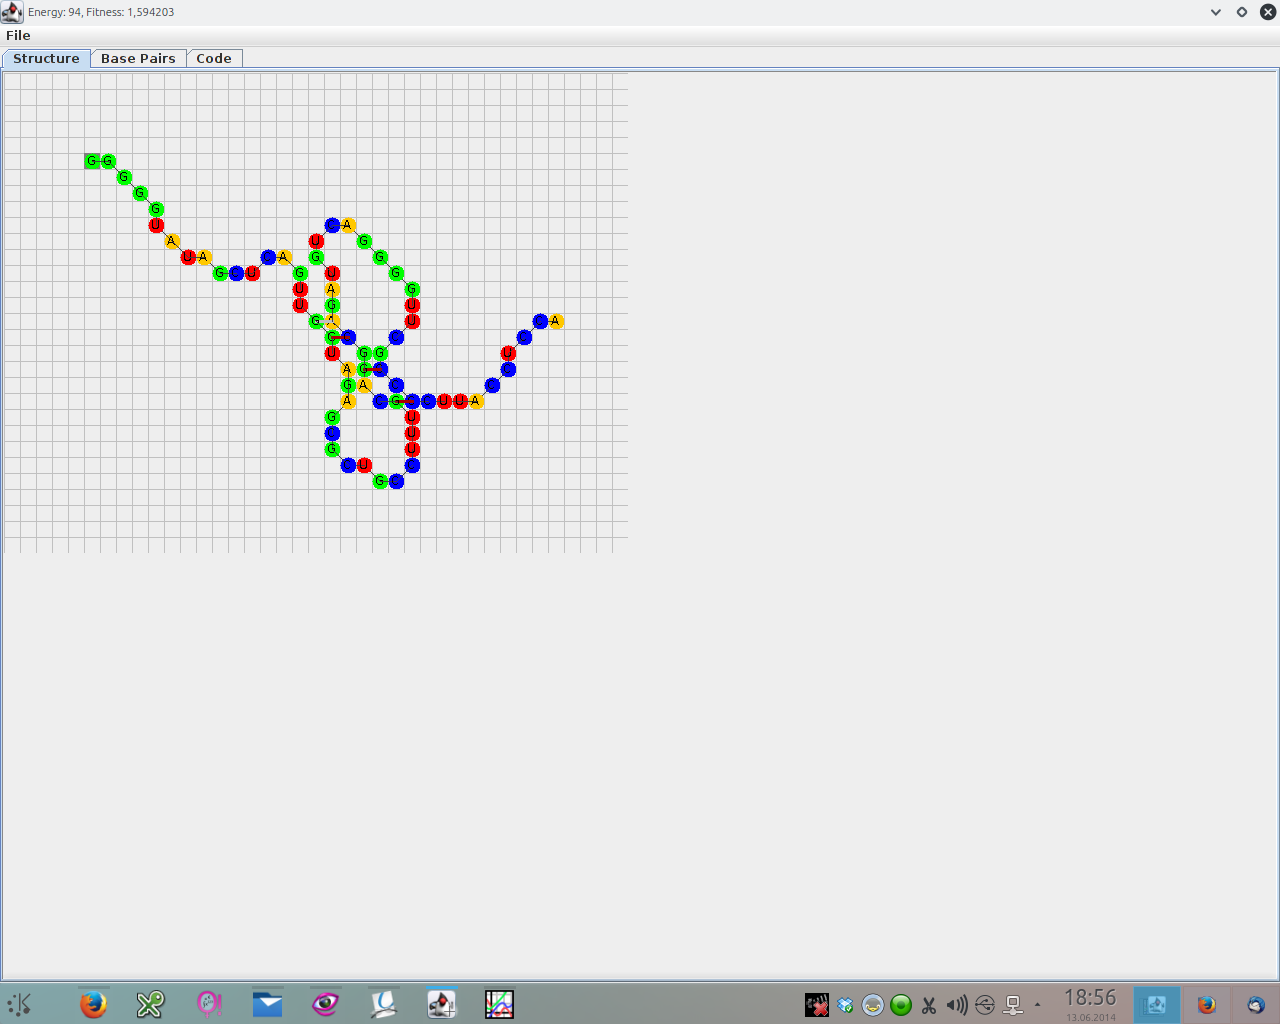 Energy: 94, Fitness: 1,594203
File
Structure Base Pairs Code
G G
G
G
G
U C A
A U G
U A C A G G
G C U G U G
U A G
U G U
G A U C A
G C C C
U G G U
A G C C
G A C C
A C G C C U U A
G U
C U
G U
C U C
G C
18:56
13.06.2014